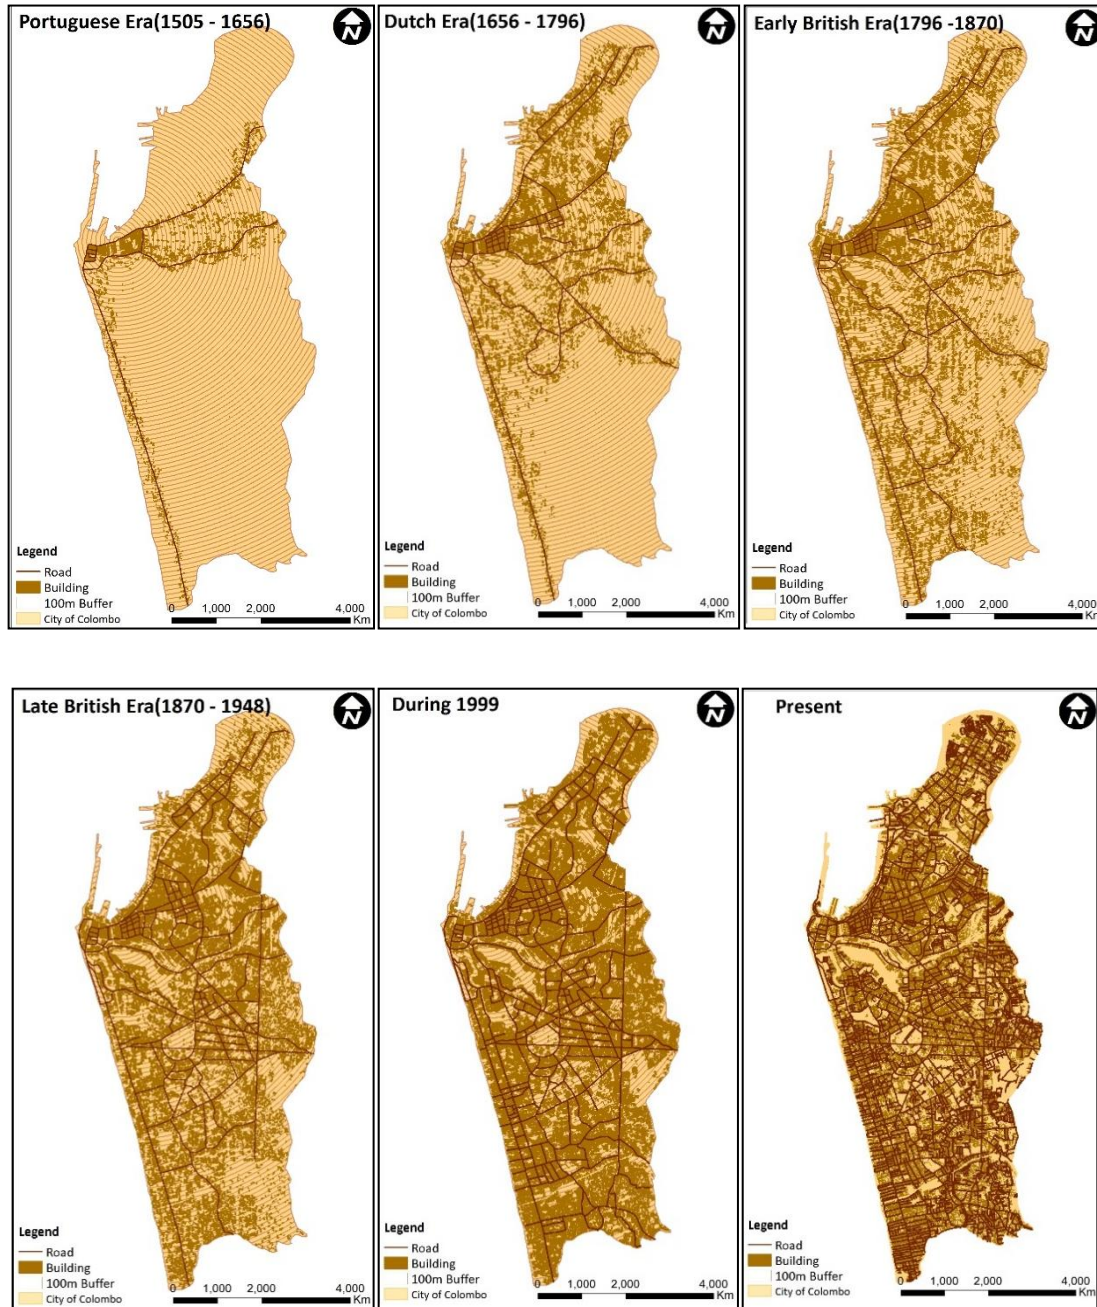 Portuguese Era(1505 - 1656)
N
Legend
Road
Building
100m Buffer
City of Colombo
0 1,000 2,000 4,000
Km
Dutch Era(1656 - 1796)
N
Legend
Road
Building
100m Buffer
City of Colombo
0 1,000 2,000 4,000
Km
Early British Era(1796 -1870)
N
Legend
Road
Building
100m Buffer
City of Colombo
0 1,000 2,000 4,000
Km
Late British Era(1870 - 1948)
N
Legend
Road
Building
100m Buffer
City of Colombo
0 1,000 2,000 4,000
Km
During 1999
N
Legend
Road
Building
100m Buffer
City of Colombo
0 1,000 2,000 4,000
Km
Present
N
Legend
Road
Building
100m Buffer
City of Colombo
0 1,000 2,000 4,000
Km